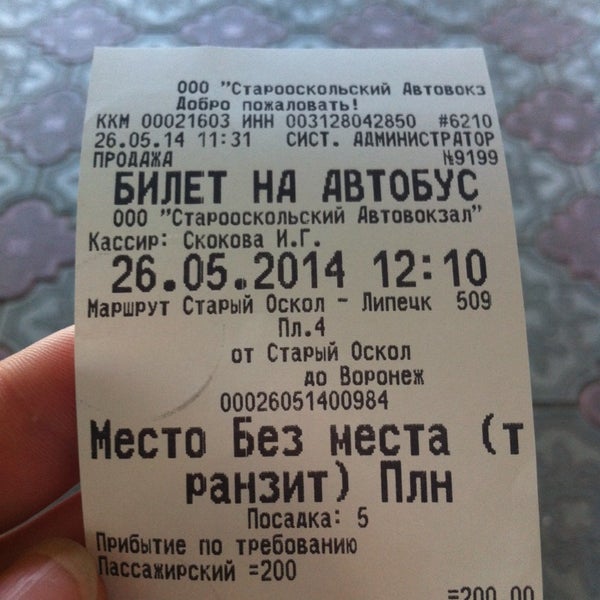 ООО "Старооскольский Автовокз
Добро пожаловать!
ККМ 00021603 ИНН 003128042850 #6210
26.05.14 11:31 СИСТ. АДМИНИСТРАТОР
ПРОДАЖА №9199
БИЛЕТ НА АВТОБУС
ООО "Старооскольский Автовокзал"
Кассир: Скокова И.Г.
26.05.2014 12:10
Маршрут Старый Оскол - Липецк 509
Пл.4
от Старый Оскол
до Воронеж
00026051400984
Место Без места (т
ранзит) Плн
Посадка: 5
Прибытие по требованию
Пассажирский =200
=200.00